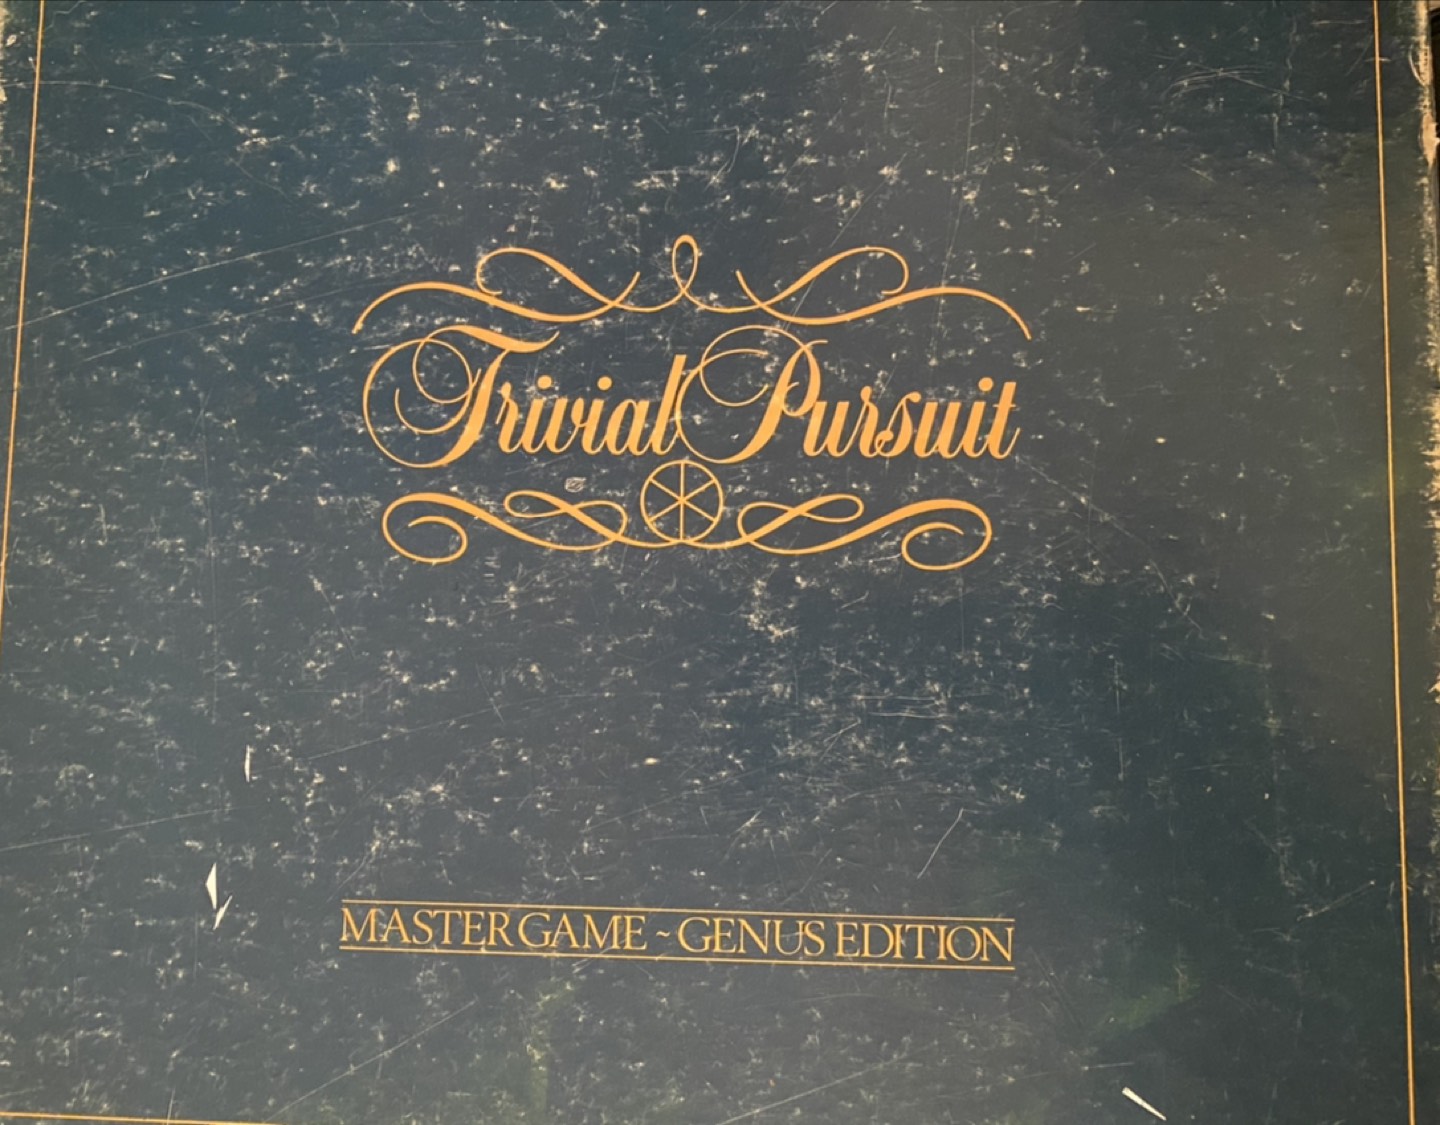 Trivial Pursuit
MASTER GAME ~ GENUS EDITION